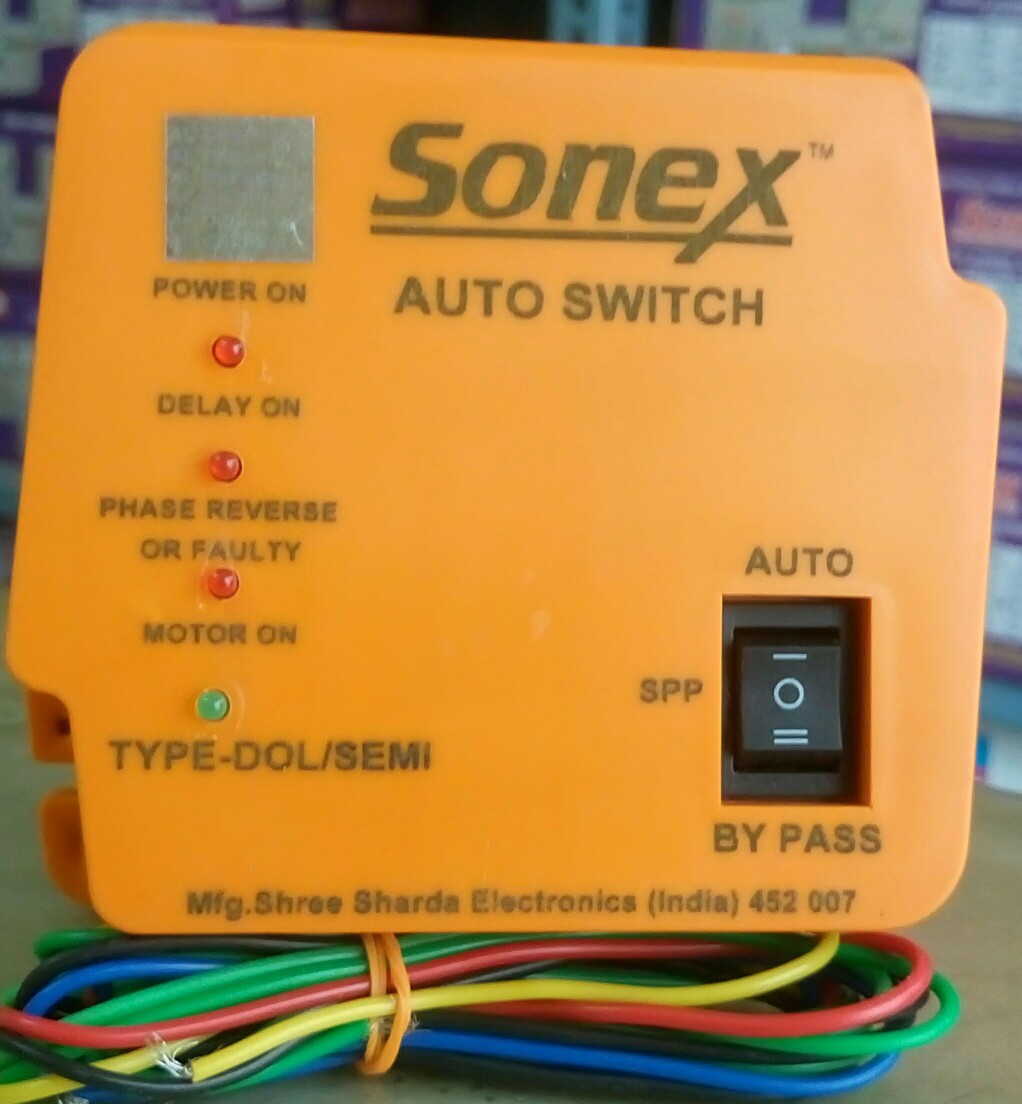 Sonex™
AUTO SWITCH
POWER ON
DELAY ON
PHASE REVERSE
OR FAULTY
MOTOR ON
TYPE-DOL/SEMI
AUTO
SPP
I
O
II
BY PASS
Mfg.Shree Sharda Electronics (India) 452 007